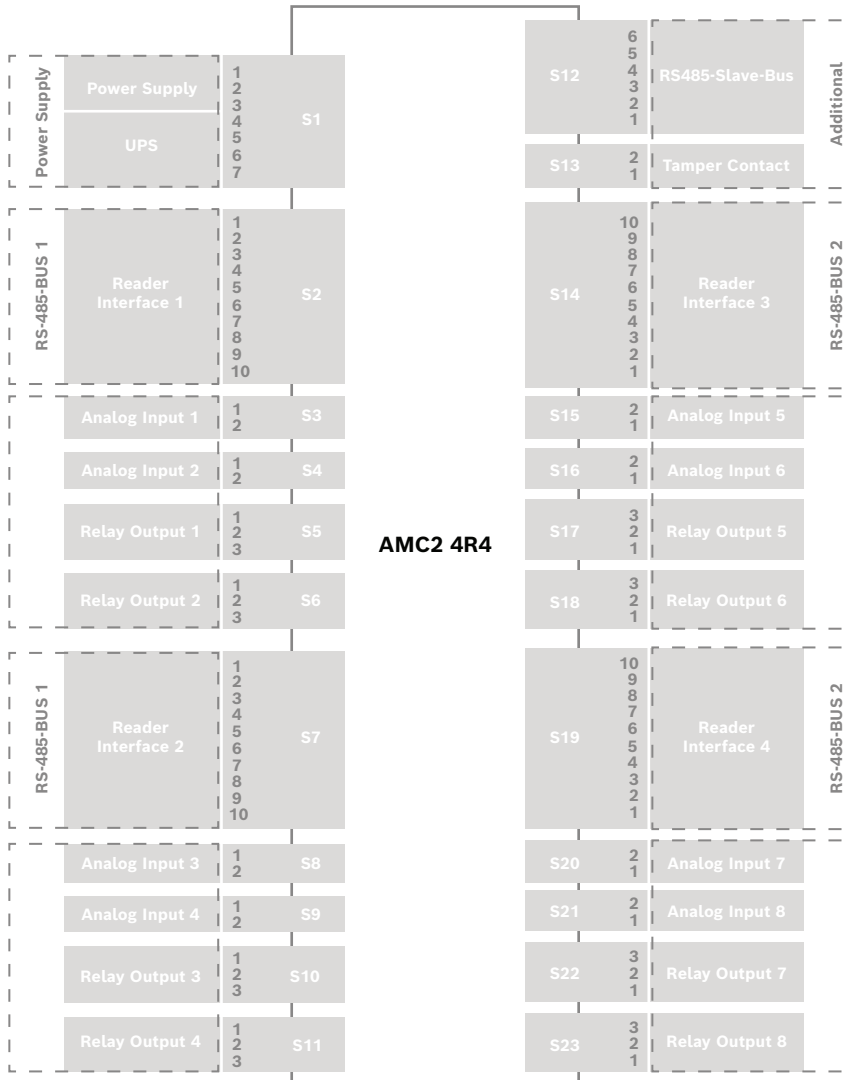 Power Supply
Power Supply
UPS
1
2
3
4
5
6
7
S1
RS-485-BUS 1
Reader
Interface 1
1
2
3
4
5
6
7
8
9
10
S2
Analog Input 1
1
2
S3
Analog Input 2
1
2
S4
Relay Output 1
1
2
3
S5
Relay Output 2
1
2
3
S6
RS-485-BUS 1
Reader
Interface 2
1
2
3
4
5
6
7
8
9
10
S7
Analog Input 3
1
2
S8
Analog Input 4
1
2
S9
Relay Output 3
1
2
3
S10
Relay Output 4
1
2
3
S11
AMC2 4R4
S12
6
5
4
3
2
1
RS485-Slave-Bus
Additional
S13
2
1
Tamper Contact
S14
10
9
8
7
6
5
4
3
2
1
Reader
Interface 3
RS-485-BUS 2
S15
2
1
Analog Input 5
S16
2
1
Analog Input 6
S17
3
2
1
Relay Output 5
S18
3
2
1
Relay Output 6
S19
10
9
8
7
6
5
4
3
2
1
Reader
Interface 4
RS-485-BUS 2
S20
2
1
Analog Input 7
S21
2
1
Analog Input 8
S22
3
2
1
Relay Output 7
S23
3
2
1
Relay Output 8